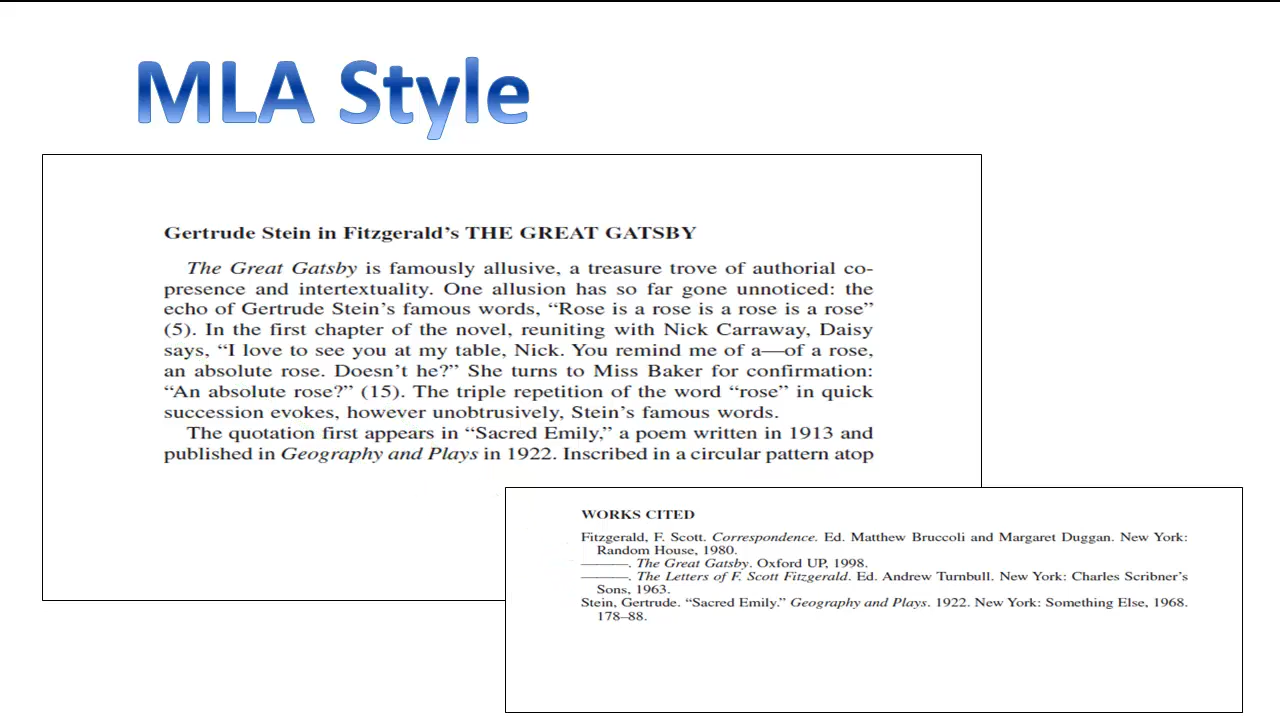 MLA Style
Gertrude Stein in Fitzgerald’s THE GREAT GATSBY
The Great Gatsby is famously allusive, a treasure trove of authorial co-
presence and intertextuality. One allusion has so far gone unnoticed: the
echo of Gertrude Stein’s famous words, “Rose is a rose is a rose is a rose”
(5). In the first chapter of the novel, reuniting with Nick Carraway, Daisy
says, “I love to see you at my table, Nick. You remind me of a—of a rose,
an absolute rose. Doesn’t he?” She turns to Miss Baker for confirmation:
“An absolute rose?” (15). The triple repetition of the word “rose” in quick
succession evokes, however unobtrusively, Stein’s famous words.
The quotation first appears in “Sacred Emily,” a poem written in 1913 and
published in Geography and Plays in 1922. Inscribed in a circular pattern atop
WORKS CITED
Fitzgerald, F. Scott. Correspondence. Ed. Matthew Bruccoli and Margaret Duggan. New York:
Random House, 1980.
———. The Great Gatsby. Oxford UP, 1998.
———. The Letters of F. Scott Fitzgerald. Ed. Andrew Turnbull. New York: Charles Scribner’s
Sons, 1963.
Stein, Gertrude. “Sacred Emily.” Geography and Plays. 1922. New York: Something Else, 1968.
178–88.